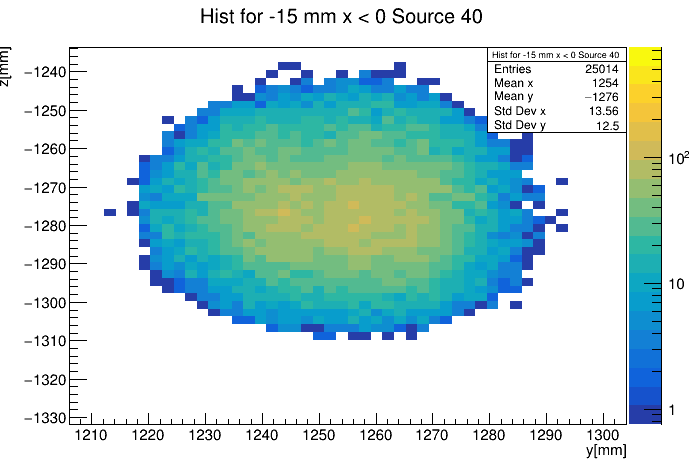 Hist for -15 mm x < 0 Source 40
z[mm]
Hist for -15 mm x < 0 Source 40
Entries 25014
Mean x 1254
Mean y −1276
Std Dev x 13.56
Std Dev y 12.5
−1240
−1250
−1260
−1270
−1280
−1290
−1300
−1310
−1320
−1330
10²
10
1
1210 1220 1230 1240 1250 1260 1270 1280 1290 1300
y[mm]